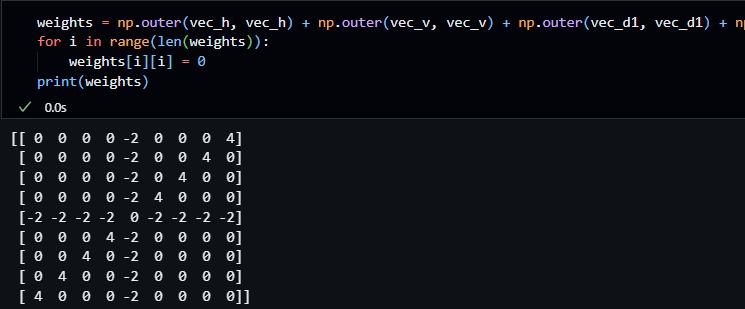 weights = np.outer(vec_h, vec_h) + np.outer(vec_v, vec_v) + np.outer(vec_d1, vec_d1) + np
for i in range(len(weights)):
    weights[i][i] = 0
print(weights)
0.0s
[[ 0  0  0  0 -2  0  0  0  4]
 [ 0  0  0  0 -2  0  0  4  0]
 [ 0  0  0  0 -2  0  4  0  0]
 [ 0  0  0  0 -2  4  0  0  0]
 [-2 -2 -2 -2  0 -2 -2 -2 -2]
 [ 0  0  0  4 -2  0  0  0  0]
 [ 0  0  4  0 -2  0  0  0  0]
 [ 0  4  0  0 -2  0  0  0  0]
 [ 4  0  0  0 -2  0  0  0  0]]